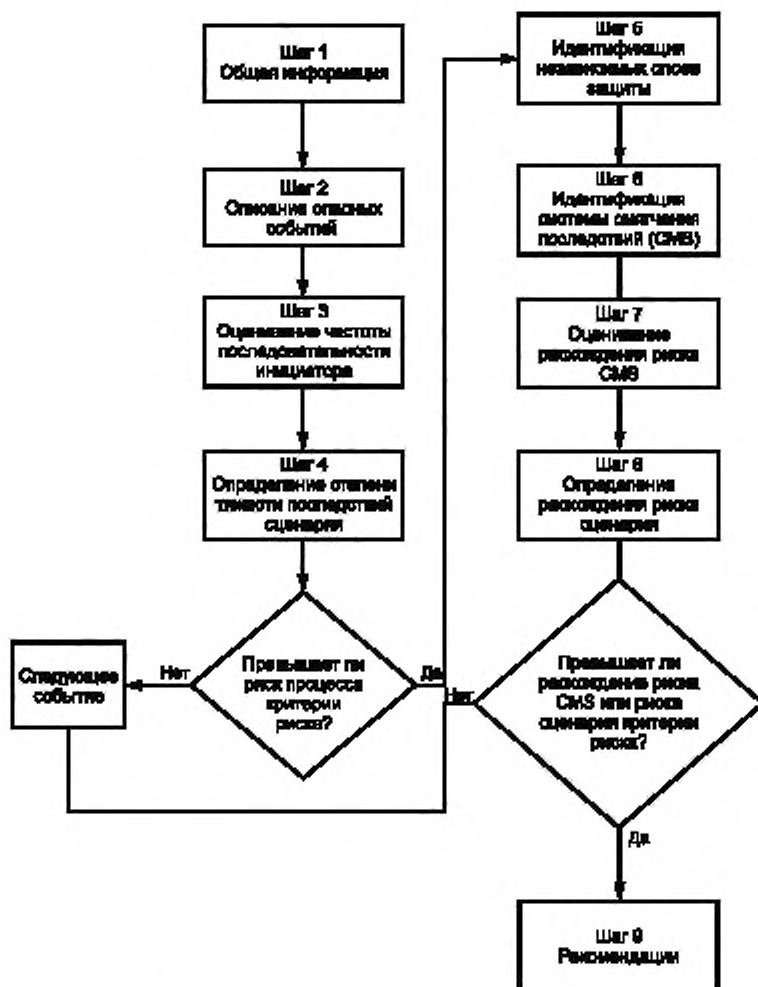 Шаг 1
Общая информация
Шаг 2
Описание опасных
событий
Шаг 3
Оценивание частоты
последовательности
инициатора
Шаг 4
Определение степени
тяжести последствий
сценария
Превышает ли
риск процесса
критерии
риска?
Нет
Да
Следующее
событие
Шаг 5
Идентификация
независимых слоев
защиты
Шаг 6
Идентификация
системы смягчения
последствий (CMS)
Шаг 7
Оценивание
расхождения риска
CMS
Шаг 8
Определение
расхождения риска
сценария
Превышает ли
расхождение риска
CMS или риска
сценария критерии
риска?
Нет
Да
Шаг 9
Рекомендации